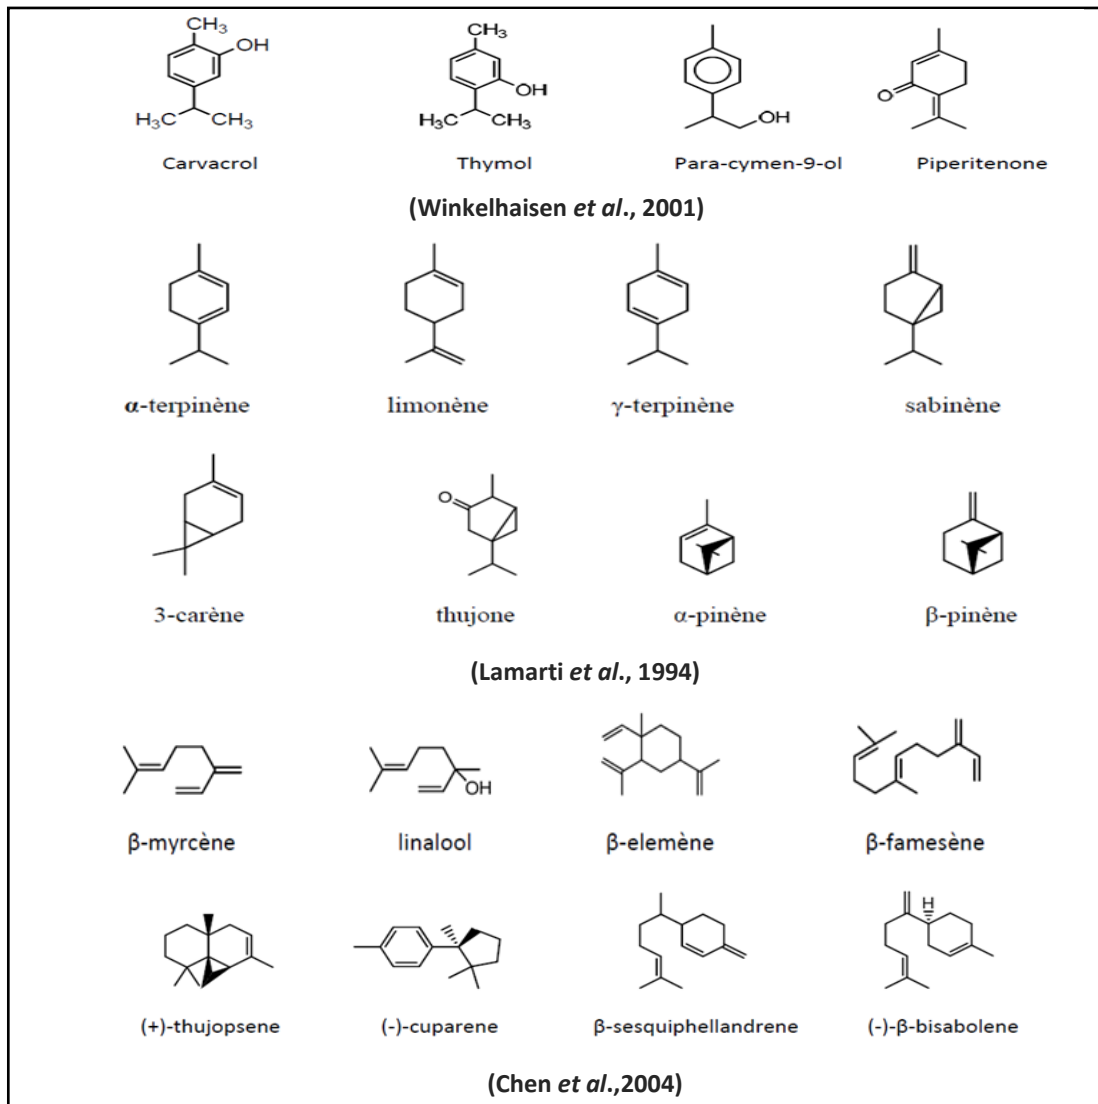 CH₃ OH CH₃ OH OH O
H₃C CH₃ H₃C CH₃
Carvacrol Thymol Para-cymen-9-ol Piperitenone
(Winkelhaisen et al., 2001)
α-terpinène limonène γ-terpinène sabinène
O
3-carène thujone α-pinène β-pinène
(Lamarti et al., 1994)
OH
β-myrcène linalool β-elemène β-famesène
H
(+)-thujopsene (-)-cuparene β-sesquiphellandrene (-)-β-bisabolene
(Chen et al.,2004)